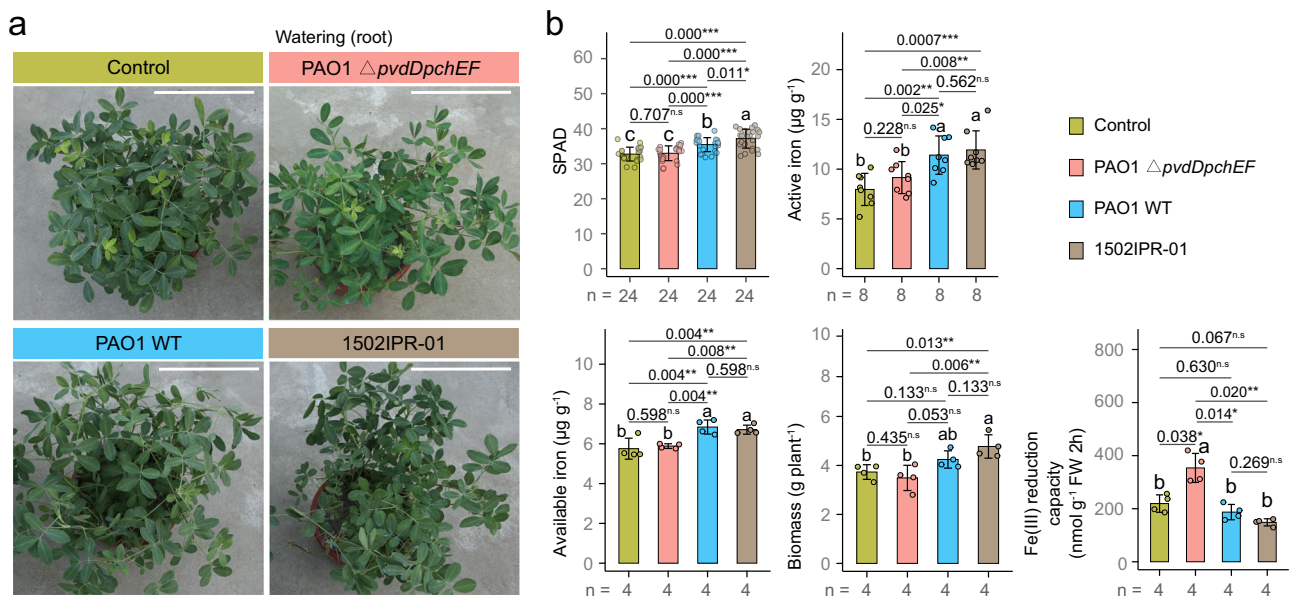 a
Watering (root)
Control
PAO1 △pvdDpchEF
PAO1 WT
1502IPR-01
b
SPAD
60
50
40
30
20
10
0
0.000***
0.000***
0.000***
0.011*
0.000***
0.707n.s
c
c
b
a
n = 24 24 24 24
Active iron (µg g-1)
20
15
10
5
0
0.0007***
0.008**
0.562n.s
0.002**
0.025*
0.228n.s
b
b
a
a
n = 8 8 8 8
Control
PAO1 △pvdDpchEF
PAO1 WT
1502IPR-01
Available iron (µg g-1)
10
8
6
4
2
0
0.004**
0.008**
0.598n.s
0.004**
0.004**
0.598n.s
b
b
a
a
n = 4 4 4 4
Biomass (g plant-1)
10
8
6
4
2
0
0.013**
0.006**
0.133n.s
0.133n.s
0.053n.s
0.435n.s
b
b
ab
a
n = 4 4 4 4
Fe(III) reduction
capacity
(nmol g-1 FW 2h)
800
600
400
200
0
0.067n.s
0.630n.s
0.020**
0.014*
0.038*
0.269n.s
b
a
b
b
n = 4 4 4 4